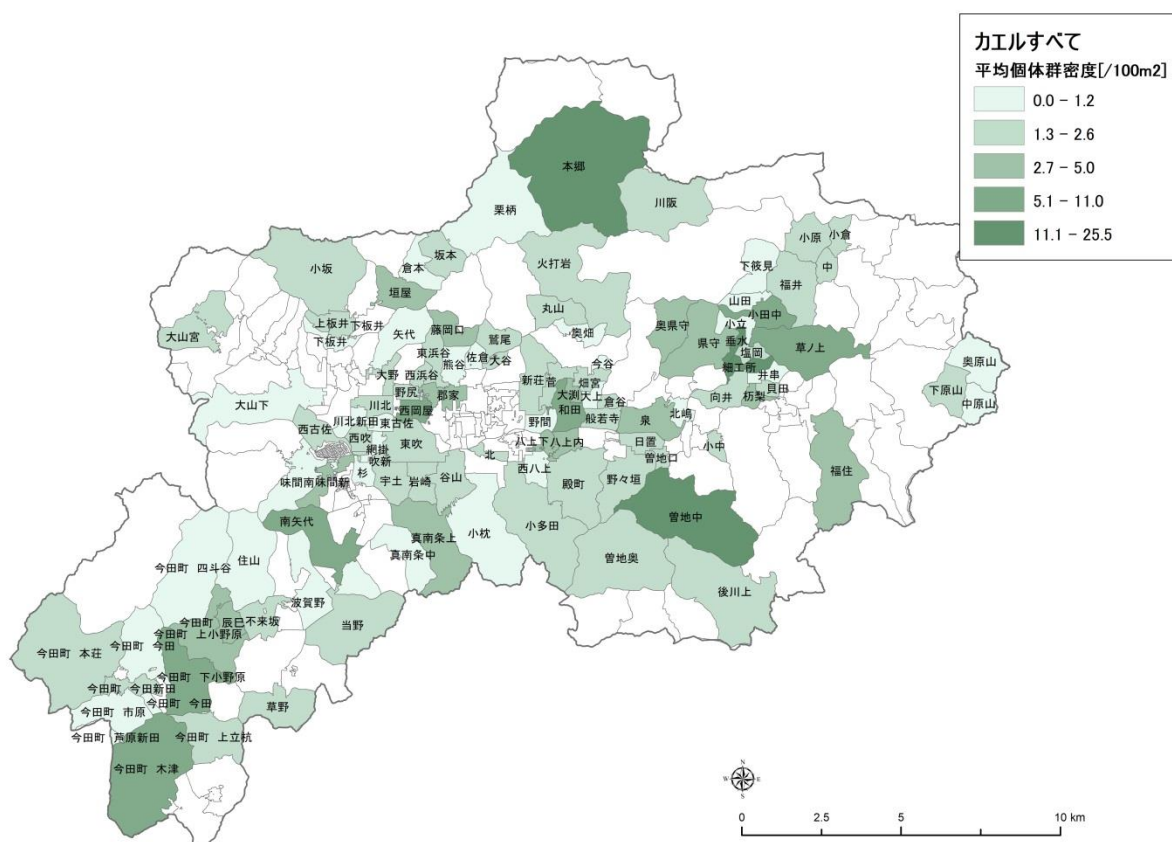 カエルすべて
平均個体群密度[/100m2]
0.0 - 1.2
1.3 - 2.6
2.7 - 5.0
5.1 - 11.0
11.1 - 25.5
本郷
栗柄
川阪
小原
小倉
坂本
倉本
小坂
火打岩
下筱見
福井
中
垣屋
山田
丸山
小田中
大山宮
上板井
下板井
下板井
矢代
藤岡口
鷲尾
奥畑
奥県守
県守
小立
垂水
塩岡
草ノ上
東浜谷
熊谷
佐倉
大谷
今谷
奥原山
大野
西浜谷
新荘
菅
畑宮
細工所
井串
貝田
下原山
中原山
野尻
郡家
大渕
大上
倉谷
向井
杤梨
大山下
川北
西岡屋
和田
北嶋
川北新田
東古佐
野間
般若寺
泉
西古佐
西吹
東吹
八上下
八上内
日置
小中
網掛
吹新
北
西八上
曽地口
福住
味間南
味間新
杉
宇土
岩崎
谷山
殿町
野々垣
南矢代
曽地中
小枕
小多田
真南条上
真南条中
曽地奥
今田町 四斗谷
住山
後川上
波賀野
今田町 辰巳
不来坂
当野
今田町 上小野原
今田町 本荘
今田町 今田
今田町 下小野原
今田町 今田新田
今田町 市原
今田町 今田
草野
今田町 芦原新田
今田町 上立杭
今田町 木津
N
W
E
S
0
2.5
5
10 km